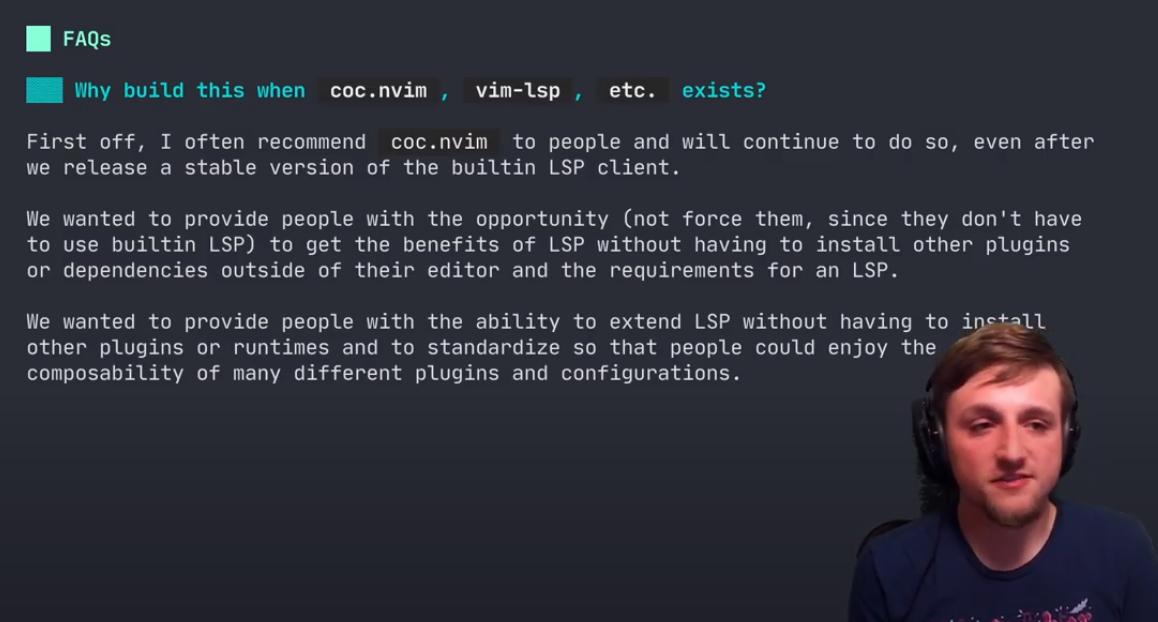 FAQs
Why build this when coc.nvim , vim-lsp , etc. exists?
First off, I often recommend coc.nvim to people and will continue to do so, even after
we release a stable version of the builtin LSP client.
We wanted to provide people with the opportunity (not force them, since they don't have
to use builtin LSP) to get the benefits of LSP without having to install other plugins
or dependencies outside of their editor and the requirements for an LSP.
We wanted to provide people with the ability to extend LSP without having to install
other plugins or runtimes and to standardize so that people could enjoy the
composability of many different plugins and configurations.